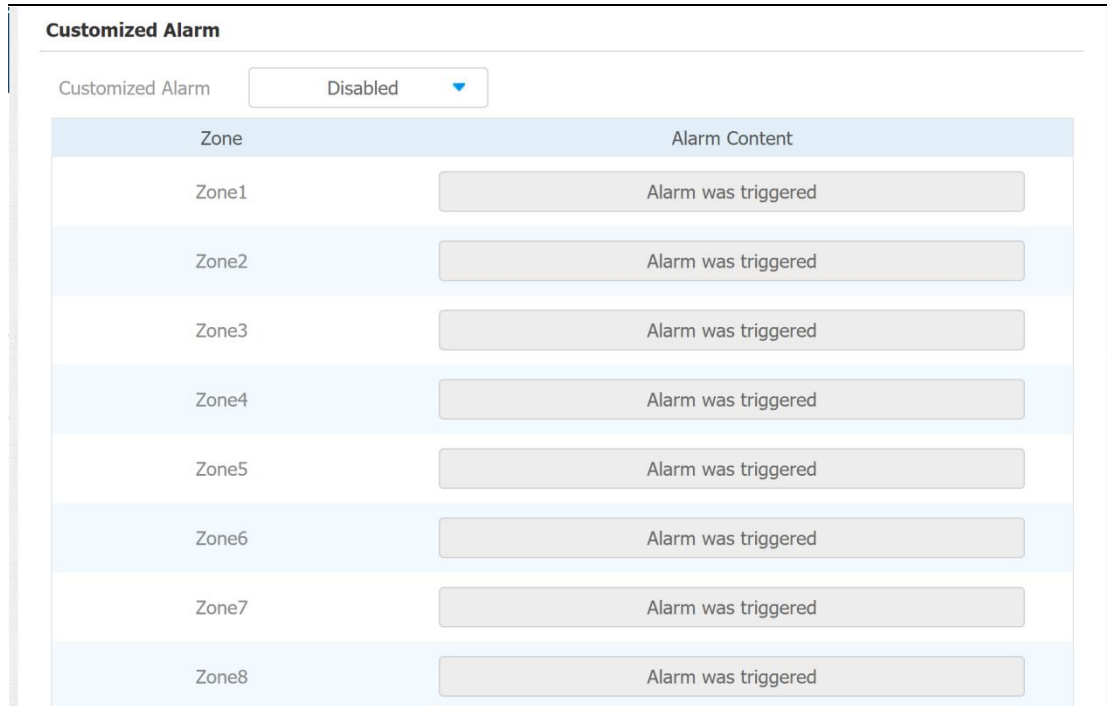 Customized Alarm
Customized Alarm Disabled
Zone Alarm Content
Zone1 Alarm was triggered
Zone2 Alarm was triggered
Zone3 Alarm was triggered
Zone4 Alarm was triggered
Zone5 Alarm was triggered
Zone6 Alarm was triggered
Zone7 Alarm was triggered
Zone8 Alarm was triggered